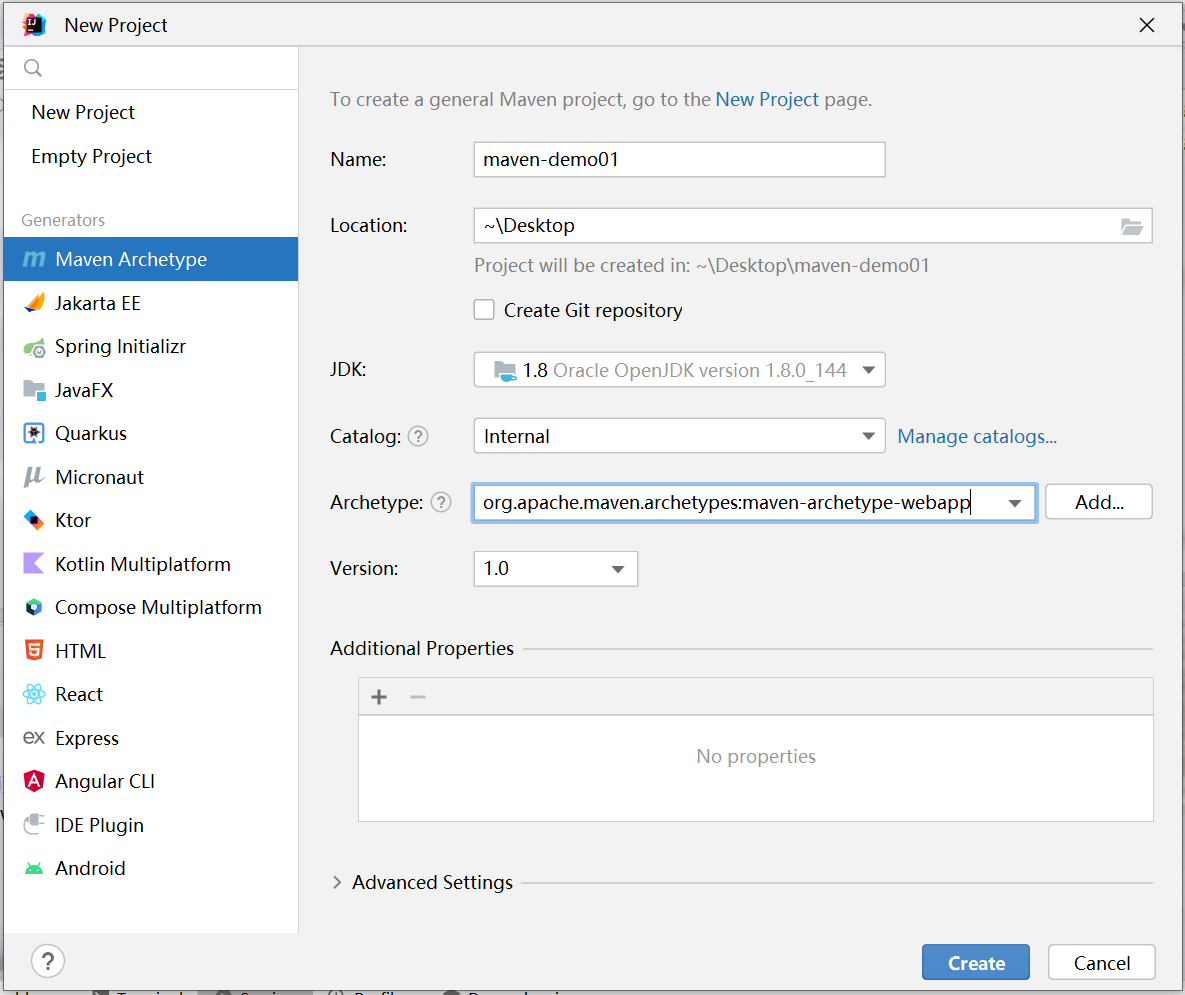 New Project
New Project
Empty Project
Generators
Maven Archetype
Jakarta EE
Spring Initializr
JavaFX
Quarkus
Micronaut
Ktor
Kotlin Multiplatform
Compose Multiplatform
HTML
React
ex Express
Angular CLI
IDE Plugin
Android
To create a general Maven project, go to the New Project page.
Name: maven-demo01
Location: ~\Desktop
Project will be created in: ~\Desktop\maven-demo01
Create Git repository
JDK: 1.8 Oracle OpenJDK version 1.8.0_144
Catalog: ? Internal Manage catalogs...
Archetype: ? org.apache.maven.archetypes:maven-archetype-webapp Add...
Version: 1.0
Additional Properties
No properties
Advanced Settings
? Create Cancel